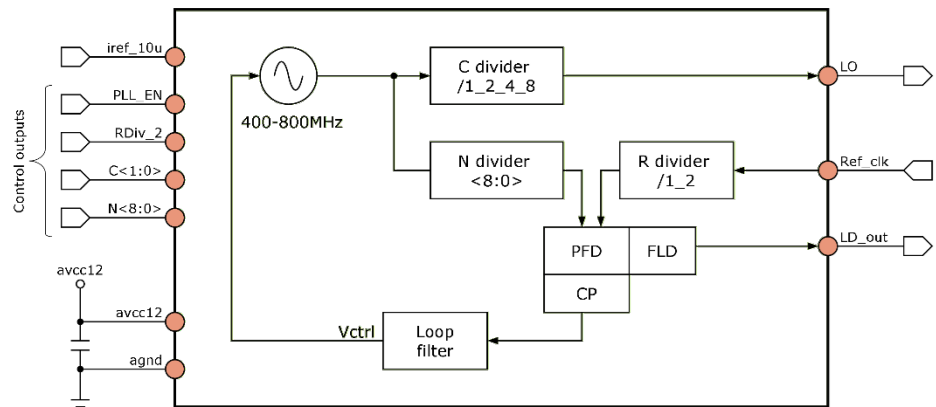 iref_10u
PLL_EN
RDiv_2
C<1:0>
N<8:0>
Control outputs
avcc12
avcc12
agnd
400-800MHz
C divider
/1_2_4_8
N divider
<8:0>
R divider
/1_2
PFD
FLD
CP
Loop
filter
Vctrl
LO
Ref_clk
LD_out